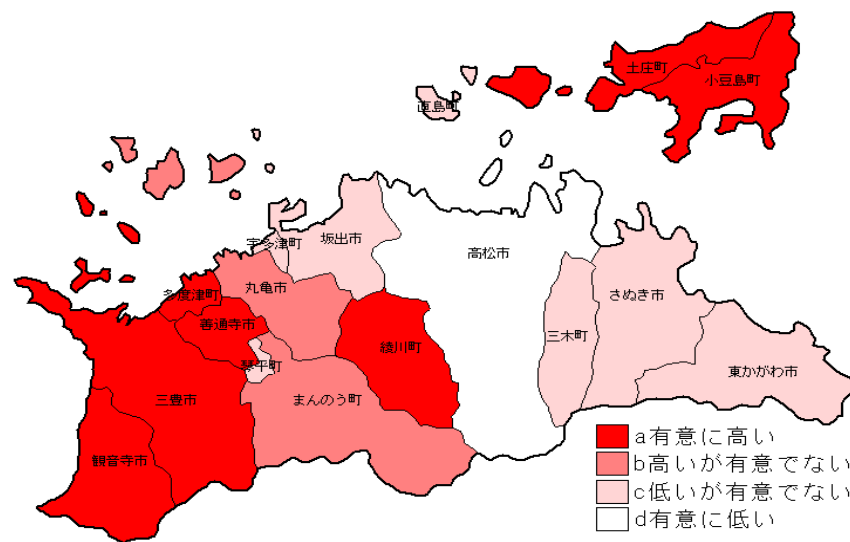 土庄町
小豆島町
直島町
宇多津町
坂出市
高松市
多度津町
丸亀市
さぬき市
善通寺市
綾川町
三木町
琴平町
東かがわ市
三豊市
まんのう町
観音寺市
a有意に高い
b高いが有意でない
c低いが有意でない
d有意に低い